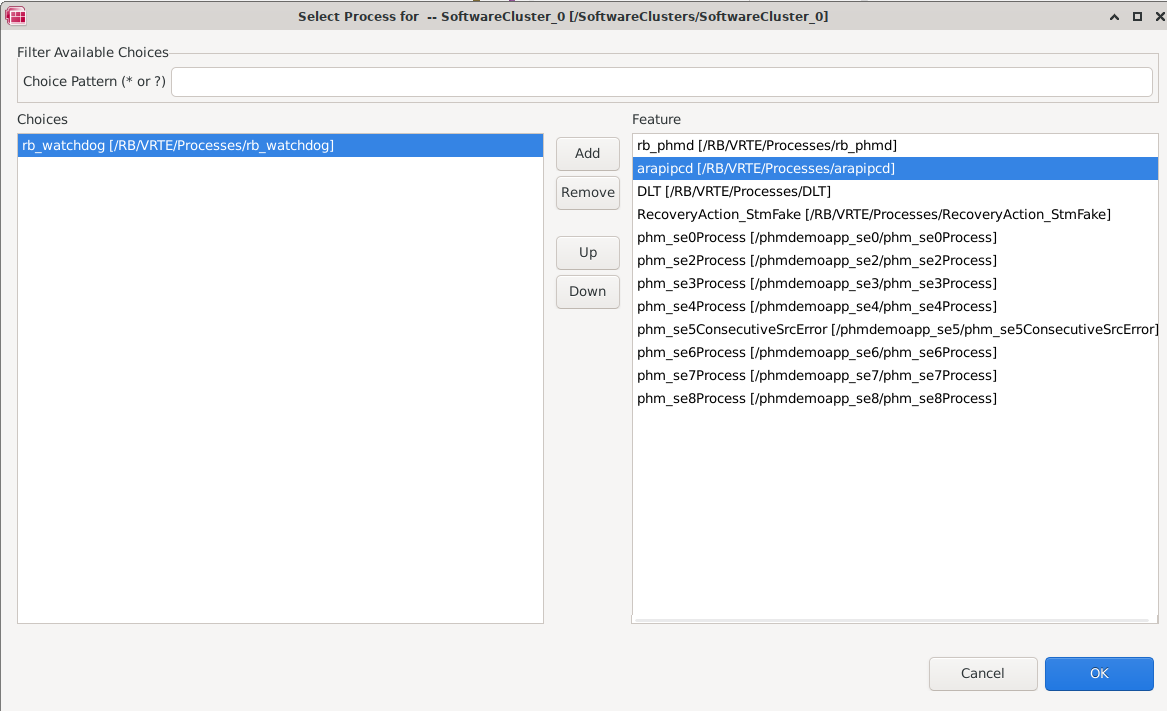 Select Process for  -- SoftwareCluster_0 [/SoftwareClusters/SoftwareCluster_0]
Filter Available Choices
Choice Pattern (* or ?)
Choices
rb_watchdog [/RB/VRTE/Processes/rb_watchdog]
Add
Remove
Up
Down
Feature
rb_phmd [/RB/VRTE/Processes/rb_phmd]
arapipcd [/RB/VRTE/Processes/arapipcd]
DLT [/RB/VRTE/Processes/DLT]
RecoveryAction_StmFake [/RB/VRTE/Processes/RecoveryAction_StmFake]
phm_se0Process [/phmdemoapp_se0/phm_se0Process]
phm_se2Process [/phmdemoapp_se2/phm_se2Process]
phm_se3Process [/phmdemoapp_se3/phm_se3Process]
phm_se4Process [/phmdemoapp_se4/phm_se4Process]
phm_se5ConsecutiveSrcError [/phmdemoapp_se5/phm_se5ConsecutiveSrcError]
phm_se6Process [/phmdemoapp_se6/phm_se6Process]
phm_se7Process [/phmdemoapp_se7/phm_se7Process]
phm_se8Process [/phmdemoapp_se8/phm_se8Process]
Cancel
OK